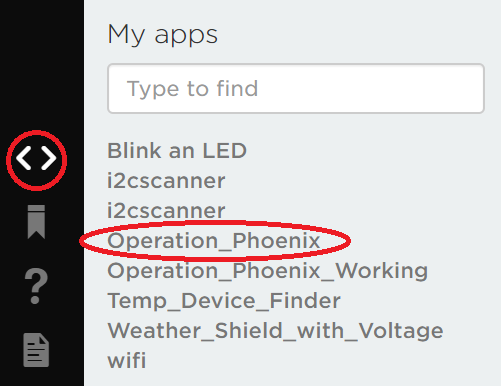 My apps
Type to find
Blink an LED
i2cscanner
i2cscanner
Operation_Phoenix
Operation_Phoenix_Working
Temp_Device_Finder
Weather_Shield_with_Voltage
wifi